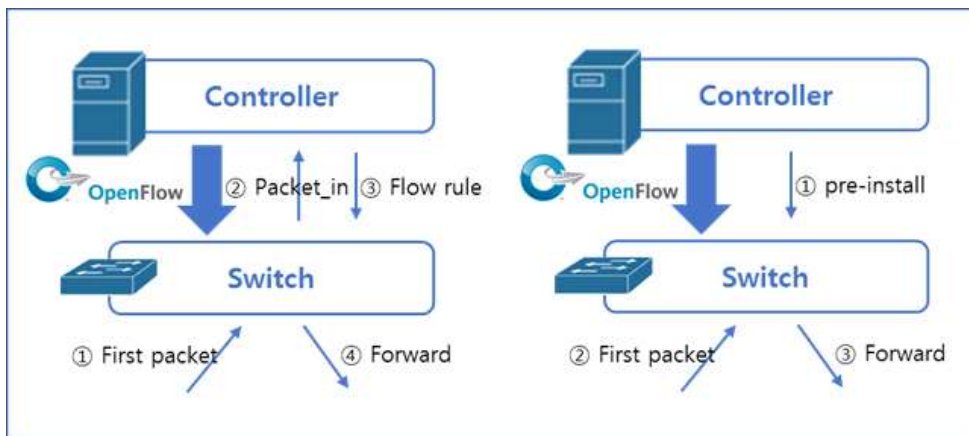 Controller
OpenFlow
② Packet_in
③ Flow rule
Switch
① First packet
④ Forward
Controller
OpenFlow
① pre-install
Switch
② First packet
③ Forward